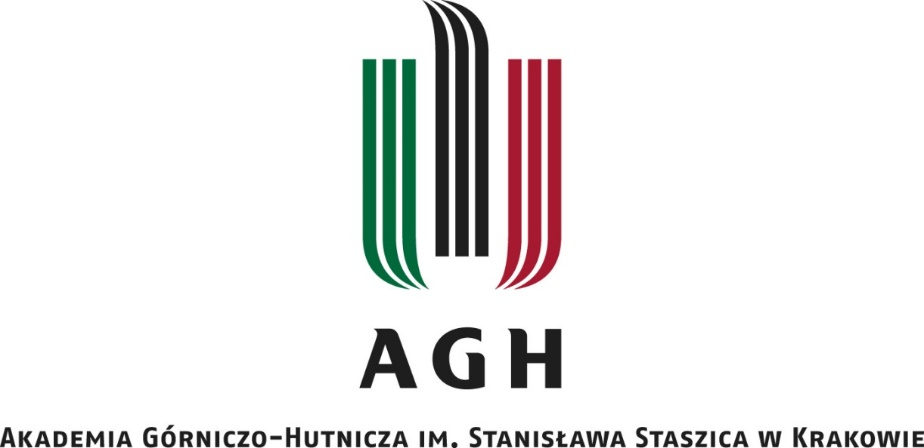 AGH
Akademia Górniczo-Hutnicza im. Stanisława Staszica w Krakowie